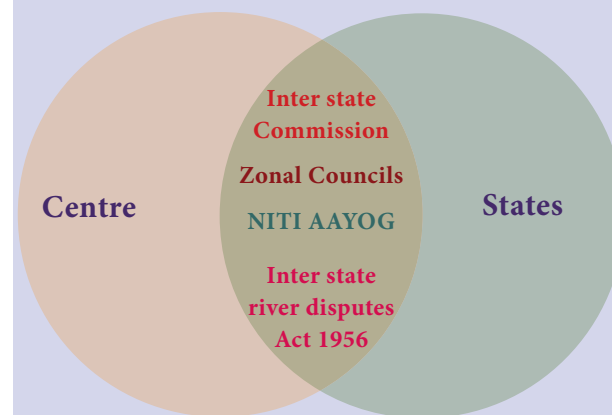 Inter state
Commission
Zonal Councils
Centre
States
NITI AAYOG
Inter state
river disputes
Act 1956